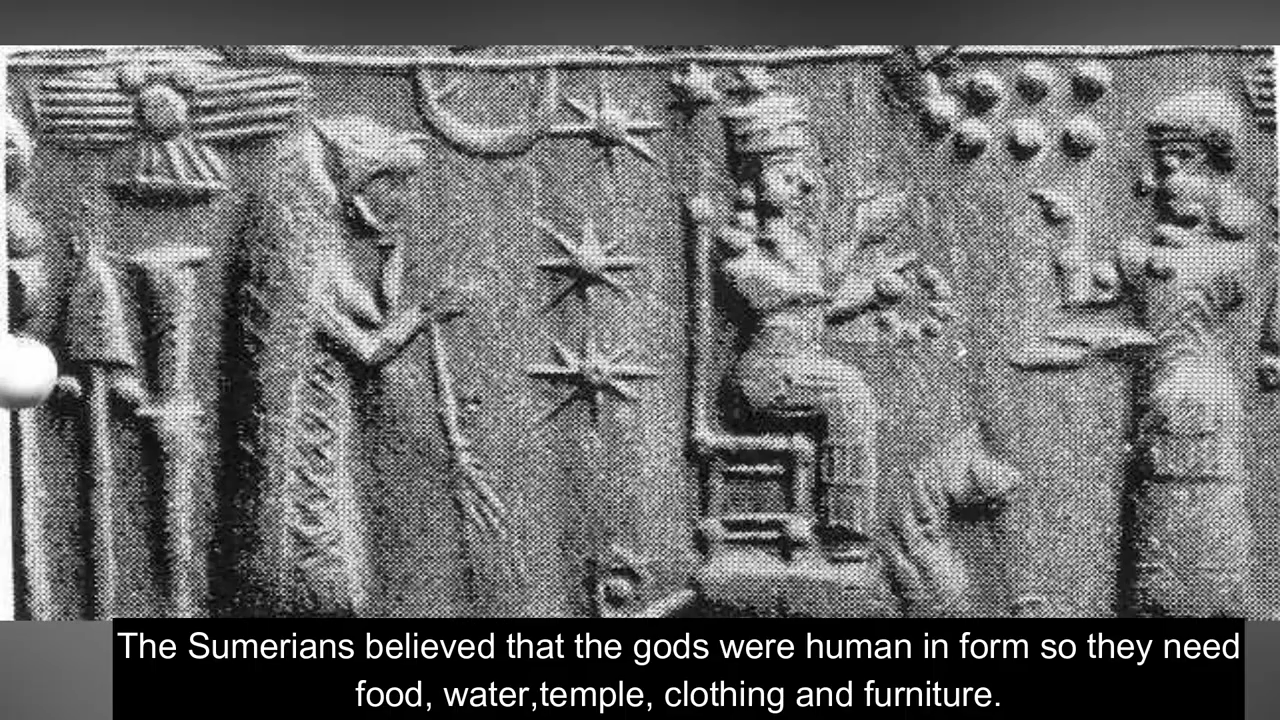 The Sumerians believed that the gods were human in form so they need
food, water,temple, clothing and furniture.